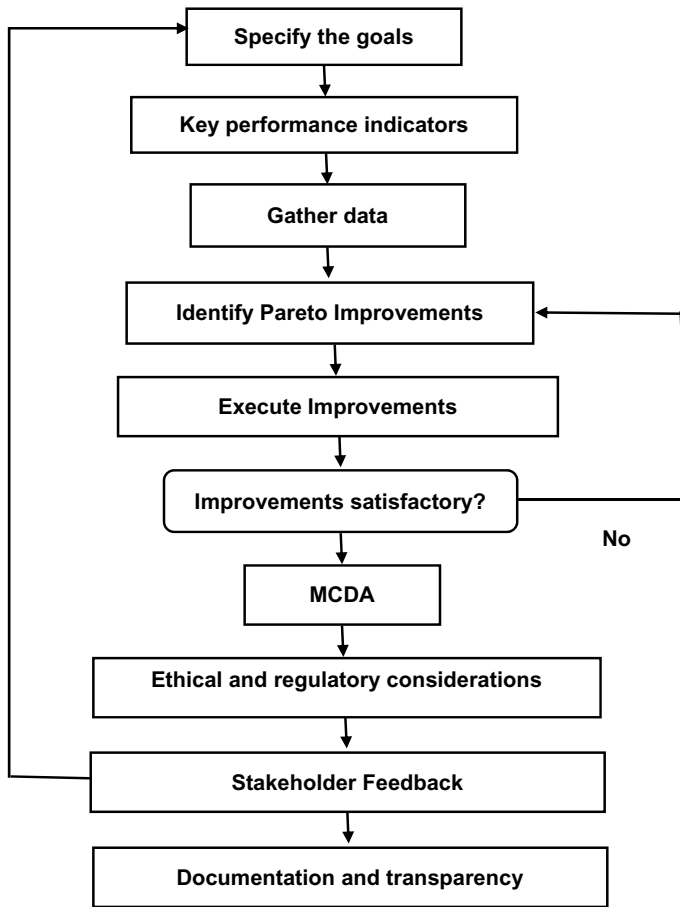 Specify the goals
Key performance indicators
Gather data
Identify Pareto Improvements
Execute Improvements
Improvements satisfactory?
No
MCDA
Ethical and regulatory considerations
Stakeholder Feedback
Documentation and transparency